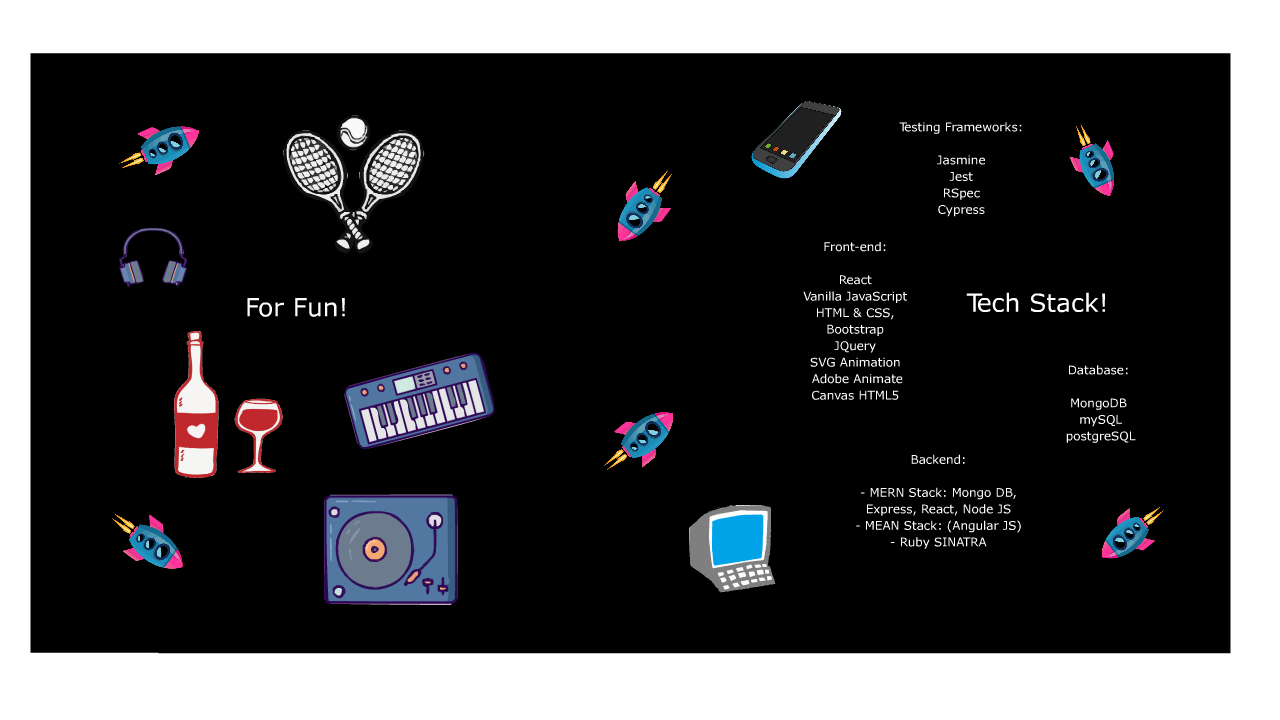 For Fun!
Testing Frameworks:
Jasmine
Jest
RSpec
Cypress
Front-end:
React
Vanilla JavaScript
HTML & CSS,
Bootstrap
JQuery
SVG Animation
Adobe Animate
Canvas HTML5
Tech Stack!
Database:
MongoDB
mySQL
postgreSQL
Backend:
- MERN Stack: Mongo DB,
Express, React, Node JS
- MEAN Stack: (Angular JS)
- Ruby SINATRA